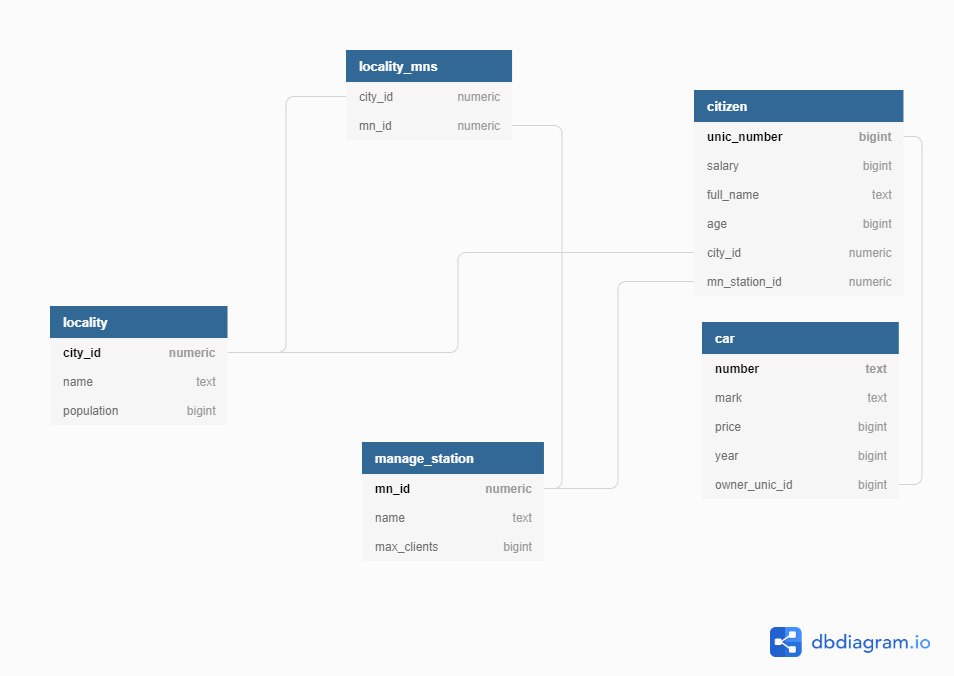 locality_mns
city_id numeric
mn_id numeric
citizen
unic_number bigint
salary bigint
full_name text
age bigint
city_id numeric
mn_station_id numeric
locality
city_id numeric
name text
population bigint
car
number text
mark text
price bigint
year bigint
owner_unic_id bigint
manage_station
mn_id numeric
name text
max_clients bigint
dbdiagram.io